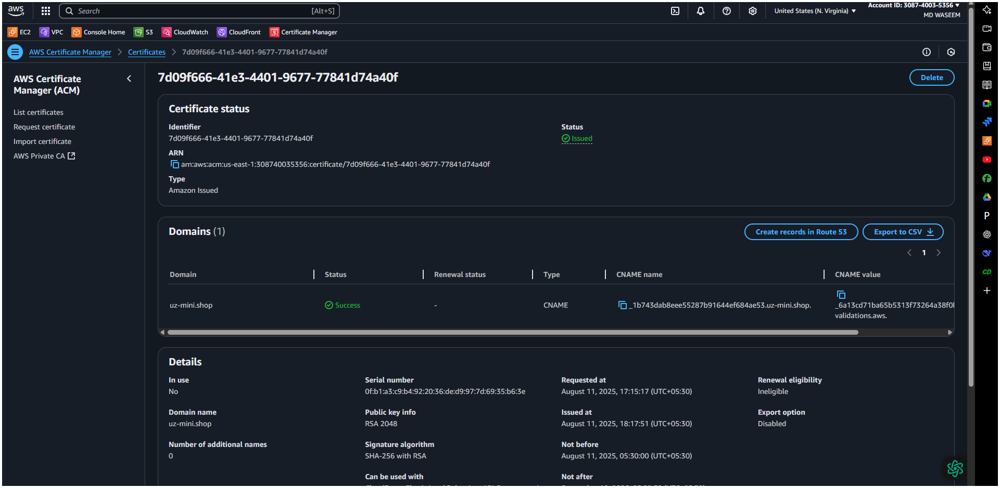 aws
Search [Alt+S]
United States (N. Virginia)
Account ID: 3087-4003-5356
MD WASEEM
EC2 VPC Console Home S3 CloudWatch CloudFront Certificate Manager
AWS Certificate Manager > Certificates > 7d09f666-41e3-4401-9677-77841d74a40f
AWS Certificate
Manager (ACM)
List certificates
Request certificate
Import certificate
AWS Private CA
7d09f666-41e3-4401-9677-77841d74a40f
Delete
Certificate status
Identifier
7d09f666-41e3-4401-9677-77841d74a40f
Status
Issued
ARN
arn:aws:acm:us-east-1:308740035356:certificate/7d09f666-41e3-4401-9677-77841d74a40f
Type
Amazon Issued
Domains (1)
Create records in Route 53 Export to CSV
1
Domain Status Renewal status Type CNAME name CNAME value
uz-mini.shop Success - CNAME _1b743dab8eee55287b91644ef684ae53.uz-mini.shop.
_6a13cd71ba65b5313f73264a38f0
validations.aws.
Details
In use
No
Domain name
uz-mini.shop
Number of additional names
0
Serial number
0f:b1:a3:c9:b4:92:20:36:de:d9:97:7d:69:35:b6:3e
Public key info
RSA 2048
Signature algorithm
SHA-256 with RSA
Can be used with
Requested at
August 11, 2025, 17:15:17 (UTC+05:30)
Issued at
August 11, 2025, 18:17:51 (UTC+05:30)
Not before
August 11, 2025, 05:30:00 (UTC+05:30)
Not after
Renewal eligibility
Ineligible
Export option
Disabled
P
CD